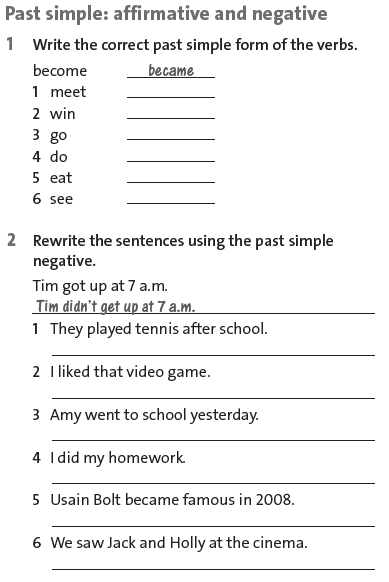 Past simple: affirmative and negative
1 Write the correct past simple form of the verbs.
become became
1 meet
2 win
3 go
4 do
5 eat
6 see
2 Rewrite the sentences using the past simple
negative.
Tim got up at 7 a.m.
Tim didn't get up at 7 a.m.
1 They played tennis after school.
2 I liked that video game.
3 Amy went to school yesterday.
4 I did my homework.
5 Usain Bolt became famous in 2008.
6 We saw Jack and Holly at the cinema.